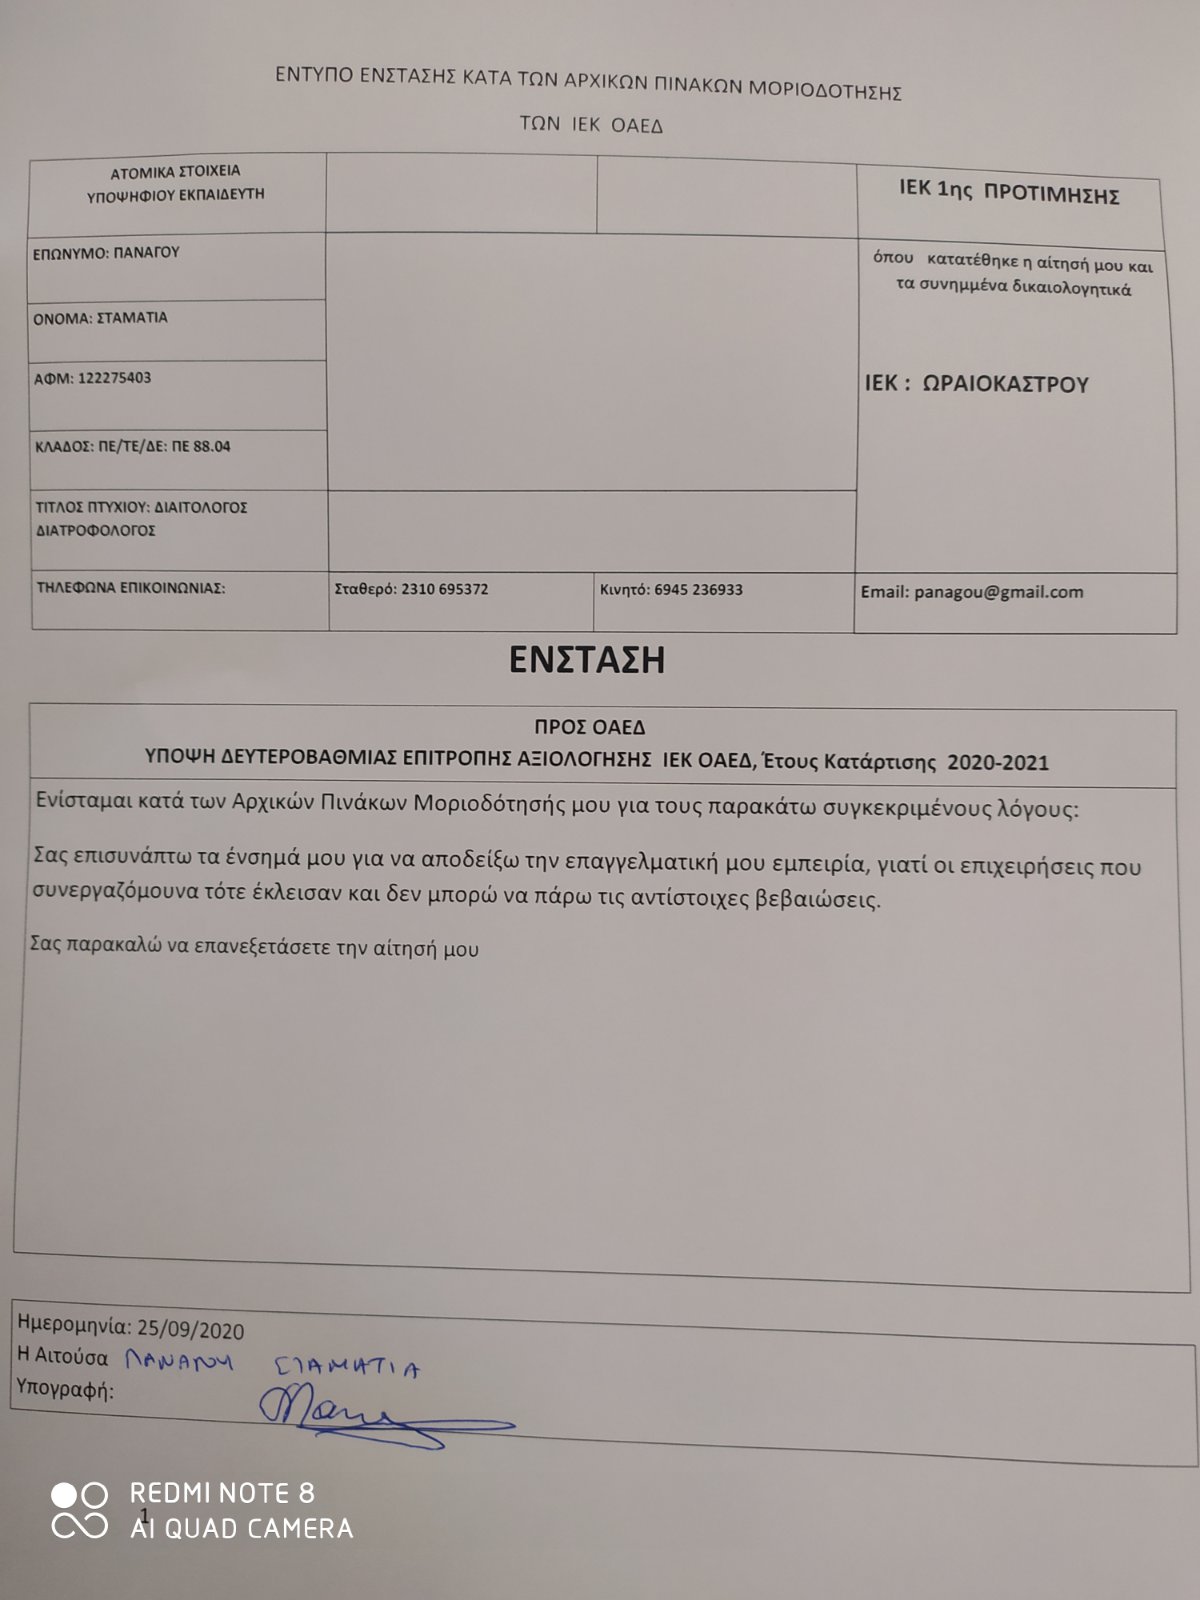 ΕΝΤΥΠΟ ΕΝΣΤΑΣΗΣ ΚΑΤΑ ΤΩΝ ΑΡΧΙΚΩΝ ΠΙΝΑΚΩΝ ΜΟΡΙΟΔΟΤΗΣΗΣ
ΤΩΝ ΙΕΚ ΟΑΕΔ
ΑΤΟΜΙΚΑ ΣΤΟΙΧΕΙΑ
ΥΠΟΨΗΦΙΟΥ ΕΚΠΑΙΔΕΥΤΗ
ΙΕΚ 1ης ΠΡΟΤΙΜΗΣΗΣ
ΕΠΩΝΥΜΟ: ΠΑΝΑΓΟΥ
όπου κατατέθηκε η αίτησή μου και
τα συνημμένα δικαιολογητικά
ΟΝΟΜΑ: ΣΤΑΜΑΤΙΑ
ΑΦΜ: 122275403
ΙΕΚ : ΩΡΑΙΟΚΑΣΤΡΟΥ
ΚΛΑΔΟΣ: ΠΕ/ΤΕ/ΔΕ: ΠΕ 88.04
ΤΙΤΛΟΣ ΠΤΥΧΙΟΥ: ΔΙΑΙΤΟΛΟΓΟΣ
ΔΙΑΤΡΟΦΟΛΟΓΟΣ
ΤΗΛΕΦΩΝΑ ΕΠΙΚΟΙΝΩΝΙΑΣ:
Σταθερό: 2310 695372
Κινητό: 6945 236933
Email: panagou@gmail.com
ΕΝΣΤΑΣΗ
ΠΡΟΣ ΟΑΕΔ
ΥΠΟΨΗ ΔΕΥΤΕΡΟΒΑΘΜΙΑΣ ΕΠΙΤΡΟΠΗΣ ΑΞΙΟΛΟΓΗΣΗΣ ΙΕΚ ΟΑΕΔ, Έτους Κατάρτισης 2020-2021
Ενίσταμαι κατά των Αρχικών Πινάκων Μοριοδότησής μου για τους παρακάτω συγκεκριμένους λόγους:
Σας επισυνάπτω τα ένσημά μου για να αποδείξω την επαγγελματική μου εμπειρία, γιατί οι επιχειρήσεις που
συνεργαζόμουνα τότε έκλεισαν και δεν μπορώ να πάρω τις αντίστοιχες βεβαιώσεις.
Σας παρακαλώ να επανεξετάσετε την αίτησή μου
Ημερομηνία: 25/09/2020
Η Αιτούσα ΠΑΝΑΓΟΥ ΣΤΑΜΑΤΙΑ
Υπογραφή:
REDMI NOTE 8
1
AI QUAD CAMERA